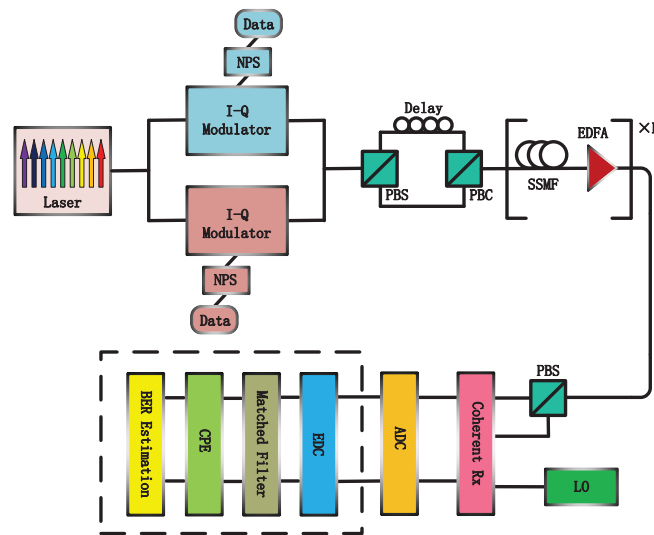 Data
NPS
I-Q
Modulator
Laser
I-Q
Modulator
NPS
Data
Delay
PBS
PBC
SSMF
EDFA
PBS
BER Estimation
CPE
Matched Filter
EDC
ADC
Coherent Rx
LO